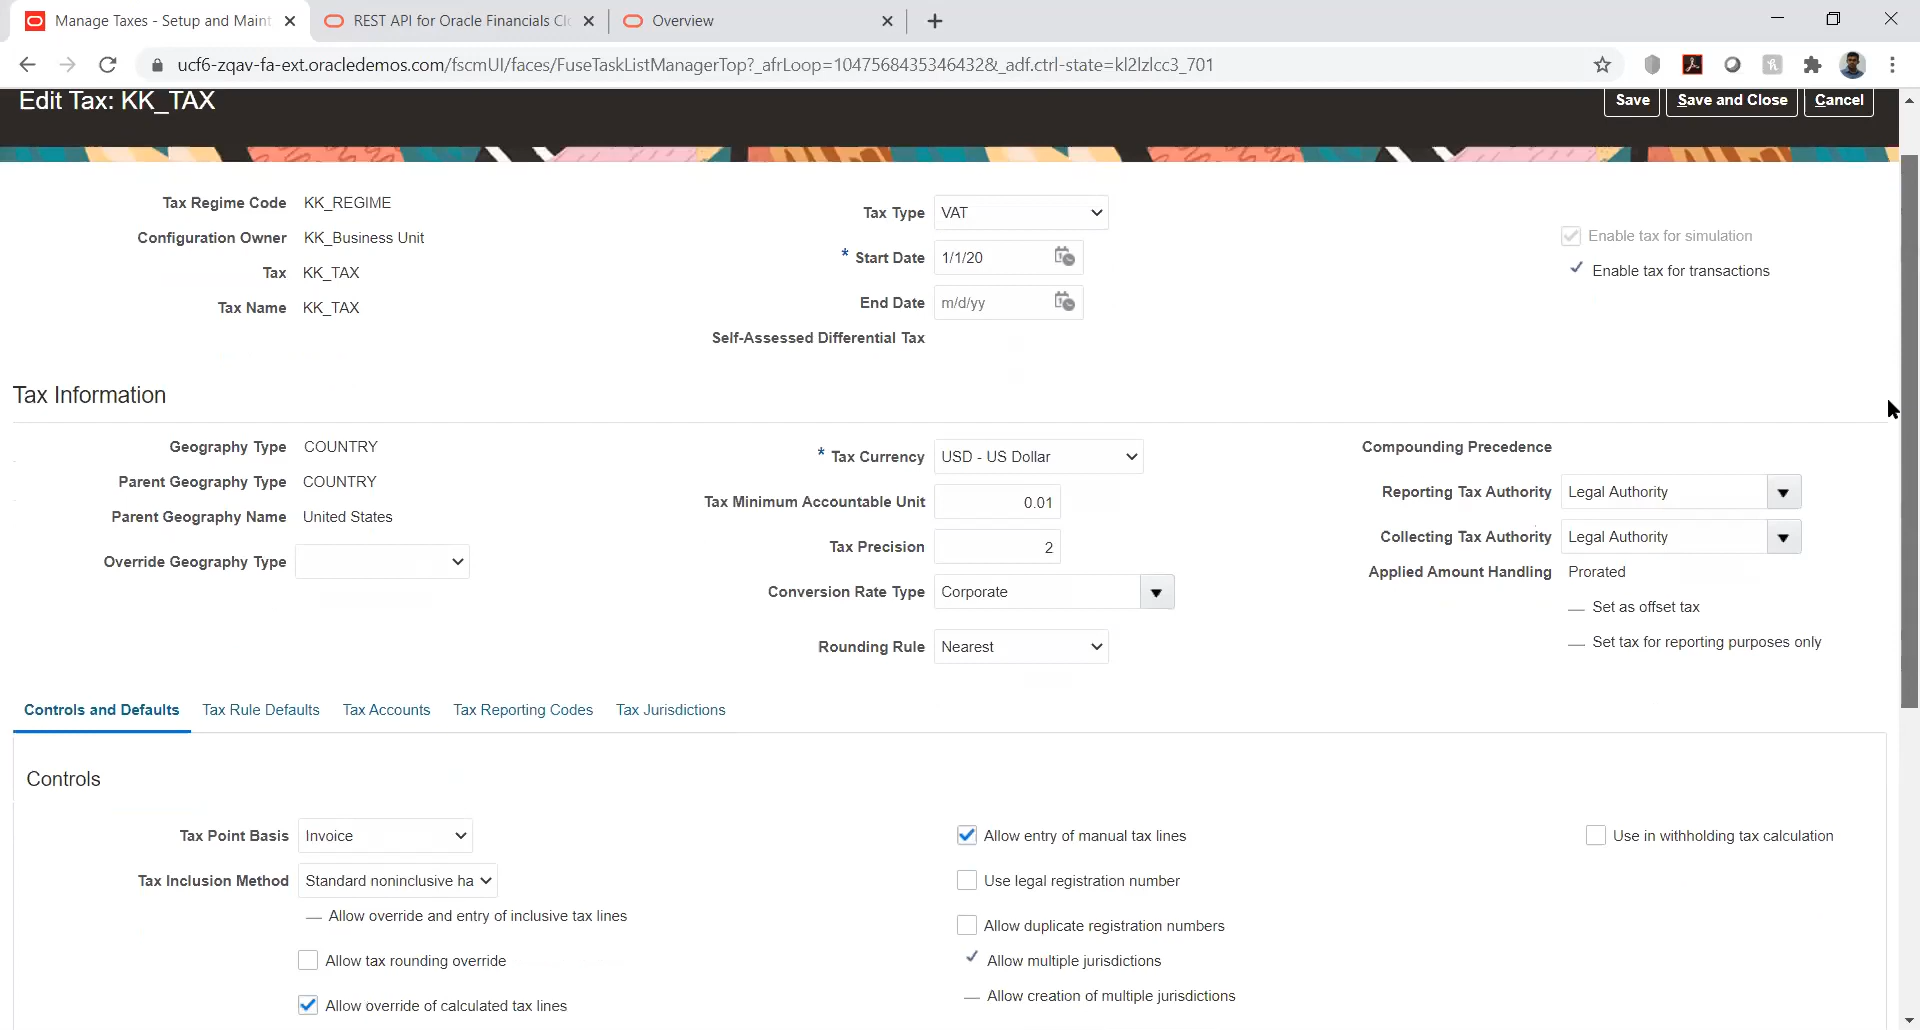 Manage Taxes - Setup and Maint
REST API for Oracle Financials Cl
Overview
ucf6-zqav-fa-ext.oracledemos.com/fscmUI/faces/FuseTaskListManagerTop?_afrLoop=1047568435346432&_adf.ctrl-state=kl2lzlcc3_701
Edit Tax: KK_TAX
Save
Save and Close
Cancel
Tax Regime Code KK_REGIME
Configuration Owner KK_Business Unit
Tax KK_TAX
Tax Name KK_TAX
Tax Type VAT
* Start Date 1/1/20
End Date m/d/yy
Self-Assessed Differential Tax
Enable tax for simulation
Enable tax for transactions
Tax Information
Geography Type COUNTRY
Parent Geography Type COUNTRY
Parent Geography Name United States
Override Geography Type
* Tax Currency USD - US Dollar
Tax Minimum Accountable Unit 0.01
Tax Precision 2
Conversion Rate Type Corporate
Rounding Rule Nearest
Compounding Precedence
Reporting Tax Authority Legal Authority
Collecting Tax Authority Legal Authority
Applied Amount Handling Prorated
Set as offset tax
Set tax for reporting purposes only
Controls and Defaults Tax Rule Defaults Tax Accounts Tax Reporting Codes Tax Jurisdictions
Controls
Tax Point Basis Invoice
Tax Inclusion Method Standard noninclusive ha
Allow override and entry of inclusive tax lines
Allow tax rounding override
Allow override of calculated tax lines
Allow entry of manual tax lines
Use legal registration number
Allow duplicate registration numbers
Allow multiple jurisdictions
Allow creation of multiple jurisdictions
Use in withholding tax calculation